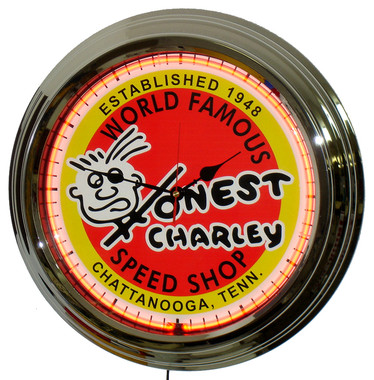 ESTABLISHED 1948
WORLD FAMOUS
HONEST
CHARLEY
SPEED SHOP
CHATTANOOGA, TENN.